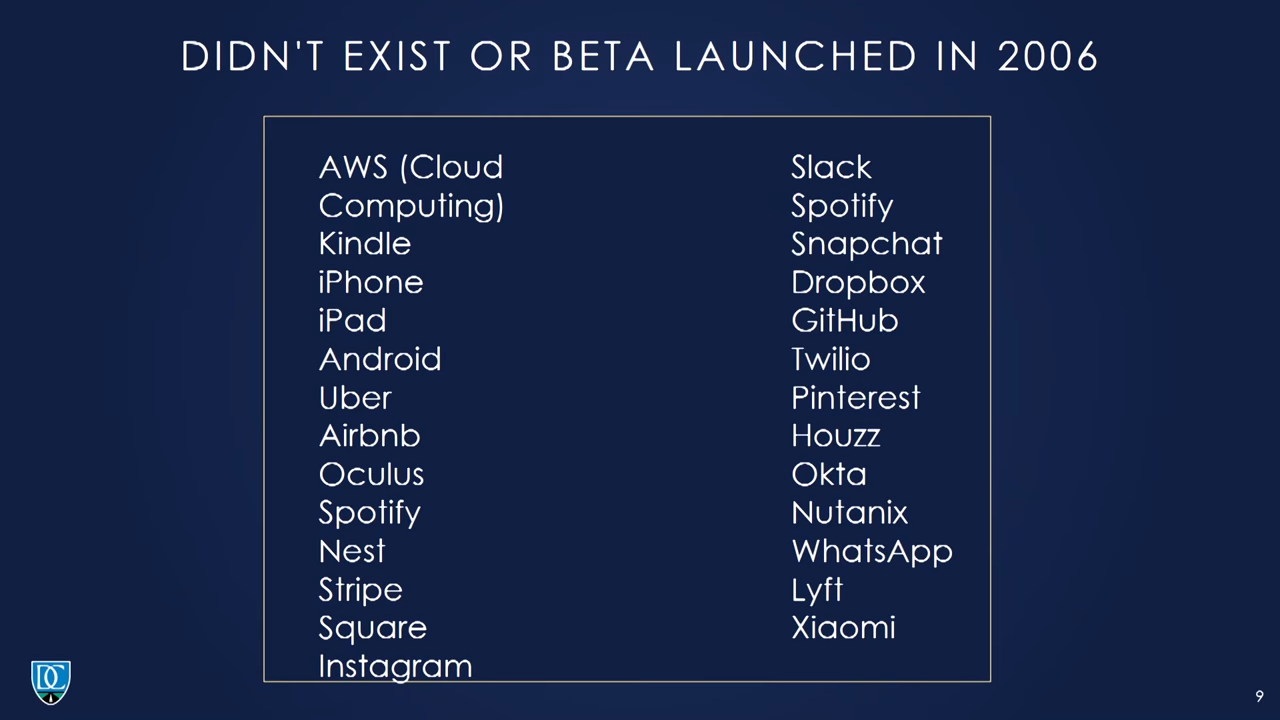 DIDN'T EXIST OR BETA LAUNCHED IN 2006
AWS (Cloud
Computing)
Kindle
iPhone
iPad
Android
Uber
Airbnb
Oculus
Spotify
Nest
Stripe
Square
Instagram
Slack
Spotify
Snapchat
Dropbox
GitHub
Twilio
Pinterest
Houzz
Okta
Nutanix
WhatsApp
Lyft
Xiaomi
DC
9